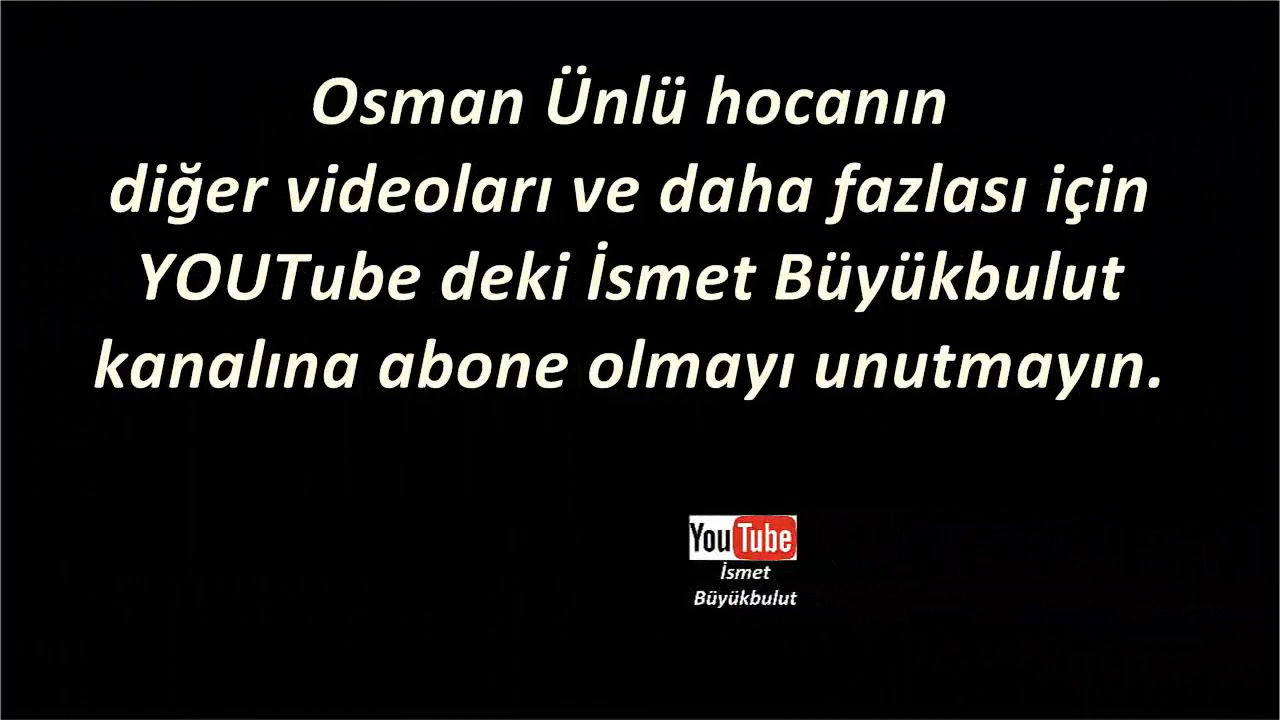 Osman Ünlü hocanın
diğer videoları ve daha fazlası için
YOUTube deki İsmet Büyükbulut
kanalına abone olmayı unutmayın.
YouTube
İsmet
Büyükbulut